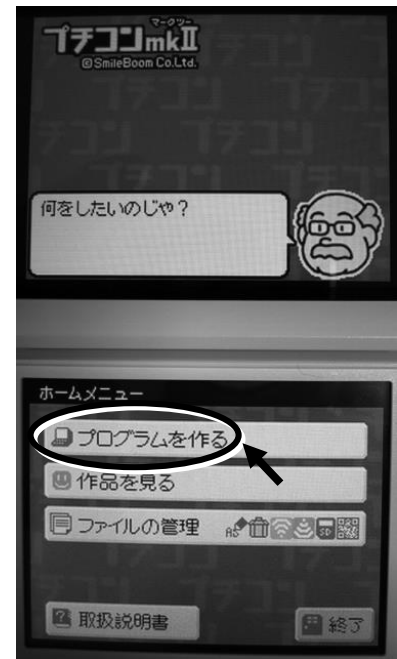 マークツー
プチコンmkII
©SmileBoom Co.Ltd.
何をしたいのじゃ?
ホームメニュー
プログラムを作る
作品を見る
ファイルの管理
SD
取扱説明書
終了